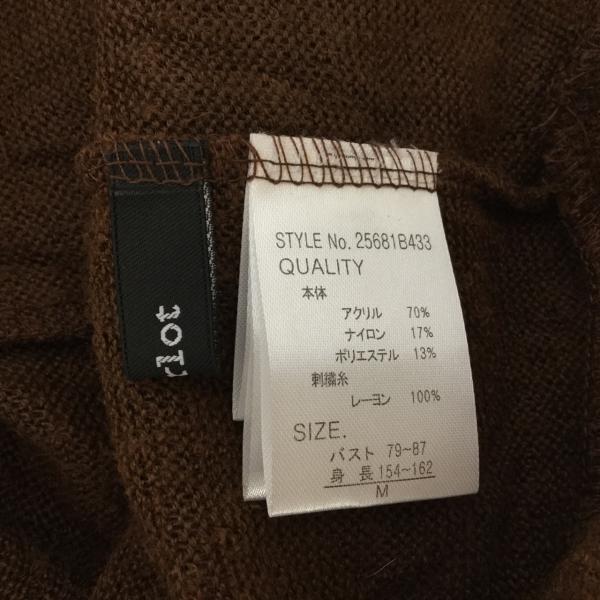 clot
STYLE No. 25681B433
QUALITY
本体
アクリル 70%
ナイロン 17%
ポリエステル 13%
刺繍糸
レーヨン 100%
SIZE.
バスト 79~87
身長 154~162
M